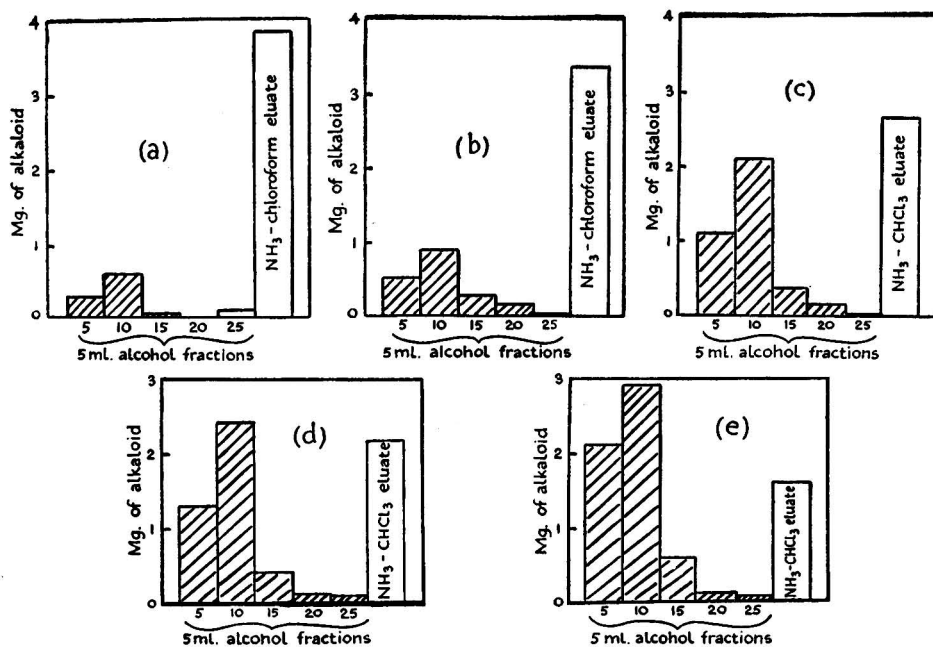 4
3
2
1
0
Mg. of alkaloid
(a)
NH₃-chloroform eluate
5 10 15 20 25
5 ml. alcohol fractions
4
3
2
1
0
Mg. of alkaloid
(b)
NH₃-chloroform eluate
5 10 15 20 25
5 ml. alcohol fractions
4
3
2
1
0
Mg. of alkaloid
(c)
NH₃-CHCl₃ eluate
5 10 15 20 25
5 ml. alcohol fractions
3
2
1
0
Mg. of alkaloid
(d)
NH₃-CHCl₃ eluate
5 10 15 20 25
5 ml. alcohol fractions
3
2
1
0
Mg. of alkaloid
(e)
NH₃-CHCl₃ eluate
5 10 15 20 25
5 ml. alcohol fractions